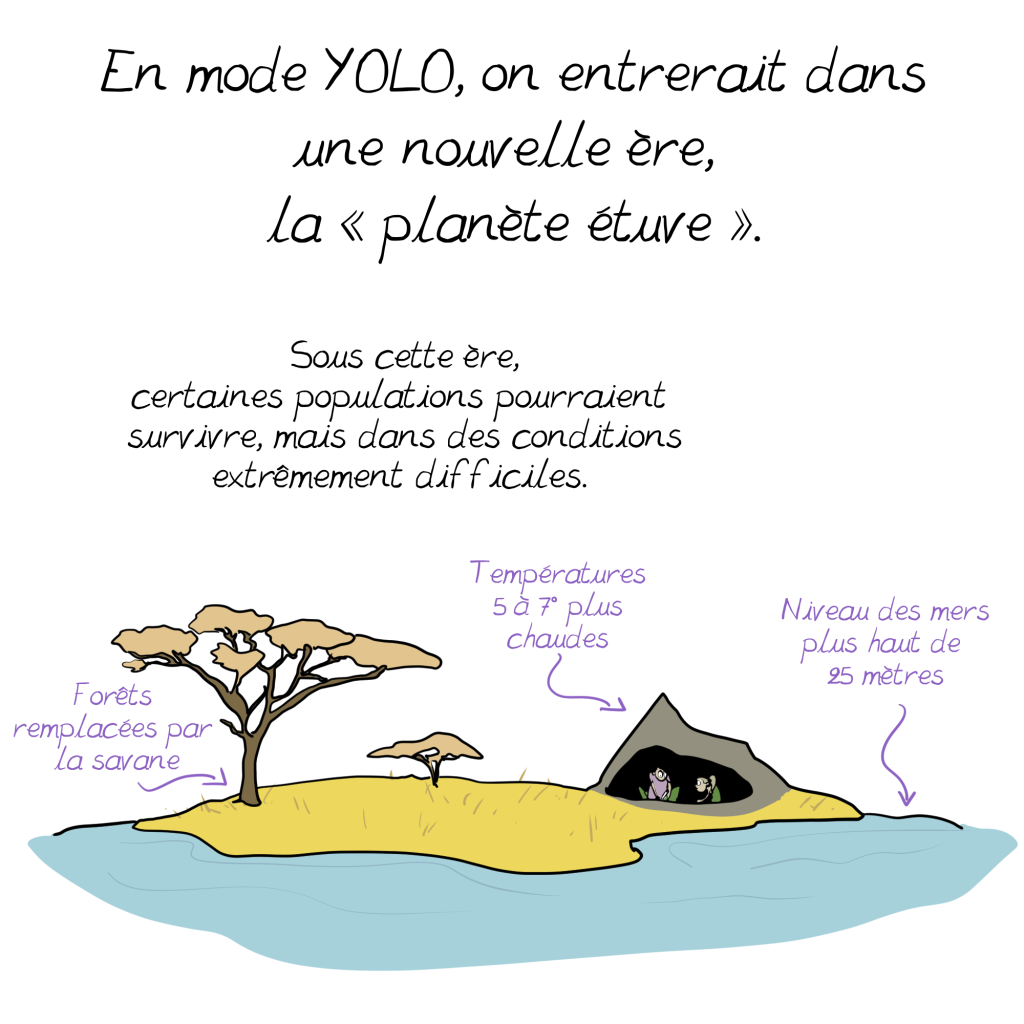 En mode YOLO, on entrerait dans
une nouvelle ère,
la « planète étuve ».
Sous cette ère,
certaines populations pourraient
survivre, mais dans des conditions
extrêmement difficiles.
Températures
5 à 7° plus
chaudes
Niveau des mers
plus haut de
25 mètres
Forêts
remplacées par
la savane